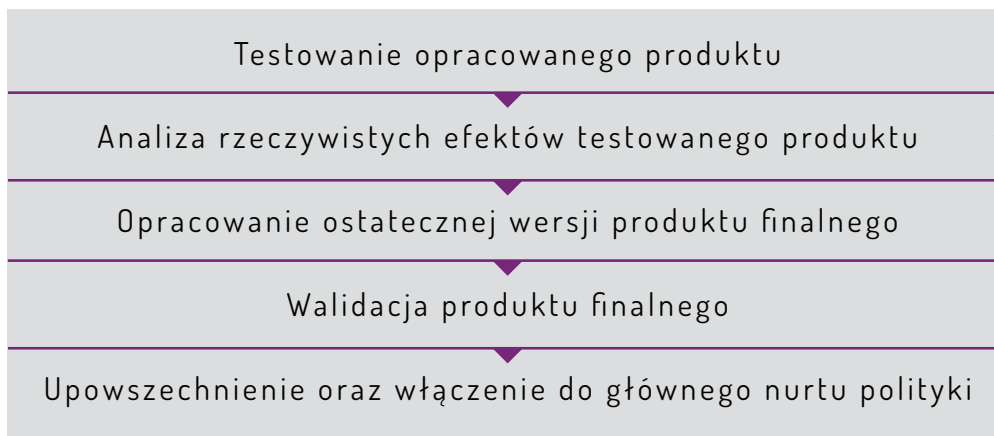 Testowanie opracowanego produktu
Analiza rzeczywistych efektów testowanego produktu
Opracowanie ostatecznej wersji produktu finalnego
Walidacja produktu finalnego
Upowszechnienie oraz włączenie do głównego nurtu polityki